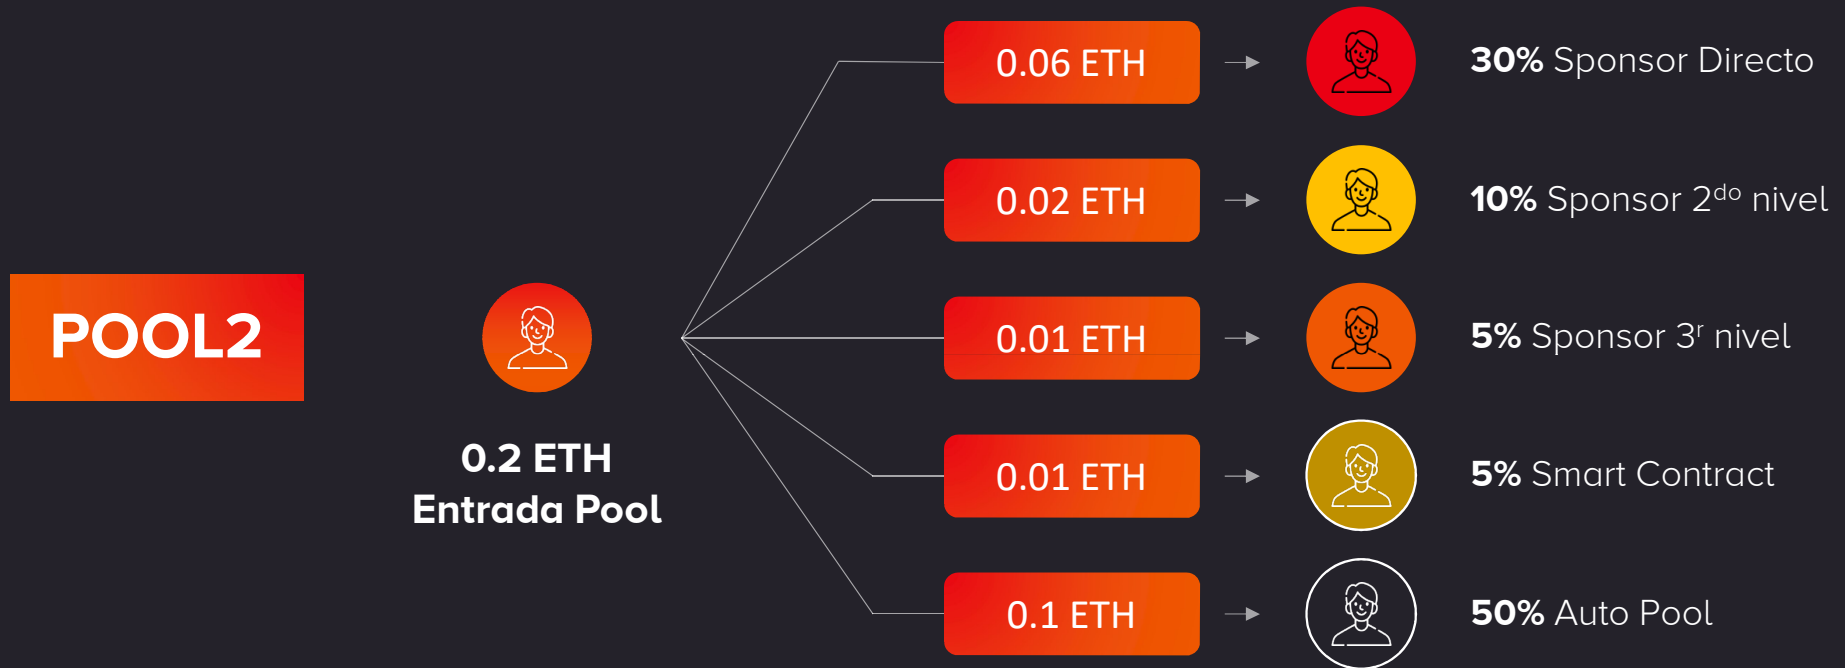 POOL2
0.2 ETH
Entrada Pool
0.06 ETH
30% Sponsor Directo
0.02 ETH
10% Sponsor 2do nivel
0.01 ETH
5% Sponsor 3r nivel
0.01 ETH
5% Smart Contract
0.1 ETH
50% Auto Pool